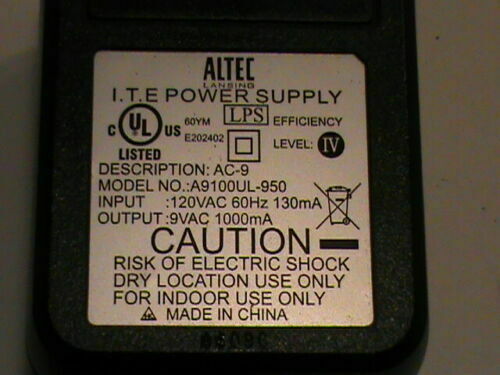 ALTEC
LANSING
I.T.E POWER SUPPLY
C UL US 60YM LPS EFFICIENCY
E202402 LEVEL: IV
LISTED
DESCRIPTION: AC-9
MODEL NO.:A9100UL-950
INPUT :120VAC 60Hz 130mA
OUTPUT :9VAC 1000mA
CAUTION
RISK OF ELECTRIC SHOCK
DRY LOCATION USE ONLY
FOR INDOOR USE ONLY
MADE IN CHINA